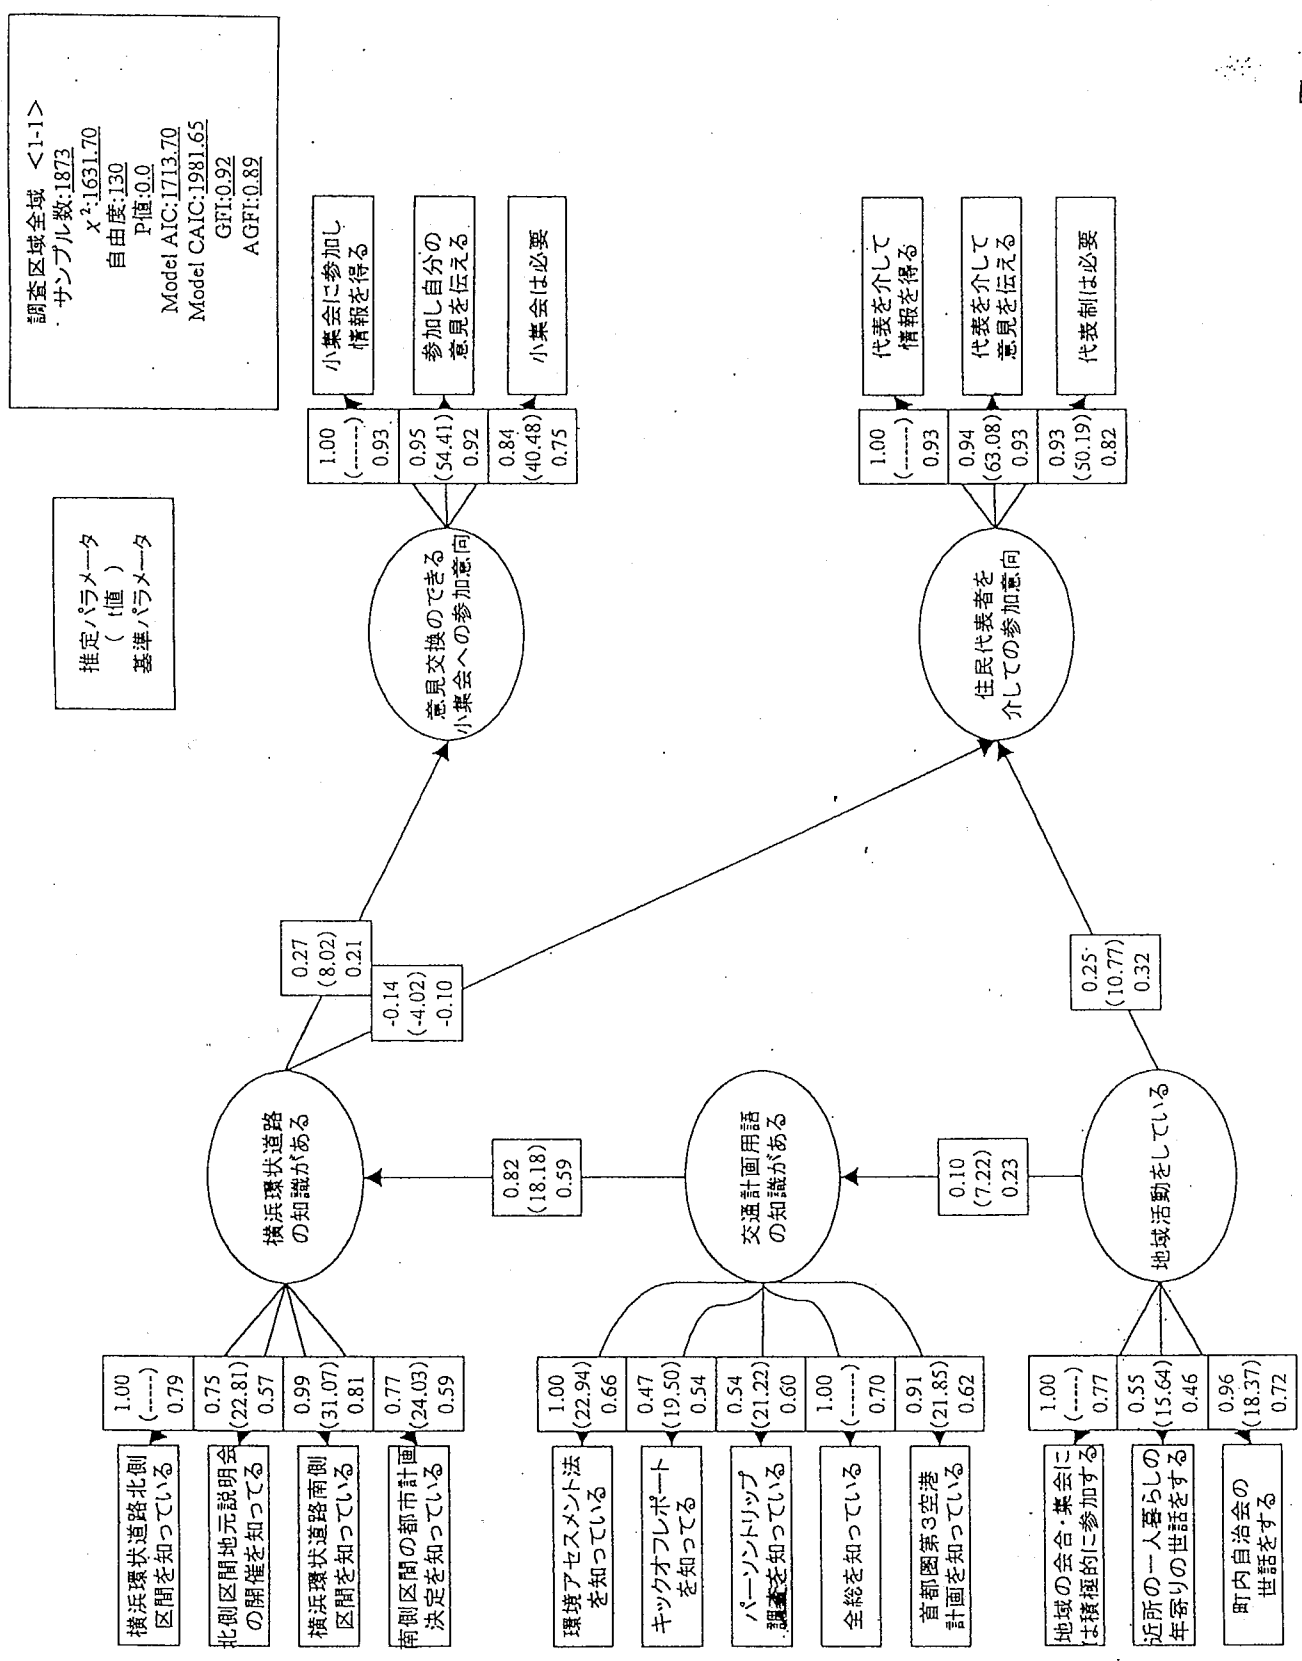 調査区域全域 <1-1>
サンプル数:1873
χ²:1631.70
自由度:130
P値:0.0
Model AIC:1713.70
Model CAIC:1981.65
GFI:0.92
AGFI:0.89
推定パラメータ
( t値 )
基準パラメータ
小集会に参加し
情報を得る
参加し自分の
意見を伝える
小集会は必要
1.00
(-----)
0.93
0.95
(54.41)
0.92
0.84
(40.48)
0.75
意見交換のできる
小集会への参加意向
代表を介して
情報を得る
代表を介して
意見を伝える
代表制は必要
1.00
(-----)
0.93
0.94
(63.08)
0.93
0.93
(50.19)
0.82
住民代表者を
介しての参加意向
0.27
(8.02)
0.21
-0.14
(-4.02)
-0.10
0.25
(10.77)
0.32
横浜環状道路
の知識がある
0.82
(18.18)
0.59
交通計画用語
の知識がある
0.10
(7.22)
0.23
地域活動をしている
1.00
(-----)
0.79
0.75
(22.81)
0.57
0.99
(31.07)
0.81
0.77
(24.03)
0.59
横浜環状道路北側
区間を知っている
北側区間地元説明会
の開催を知ってる
横浜環状道路南側
区間を知っている
南側区間の都市計画
決定を知っている
1.00
(22.94)
0.66
0.47
(19.50)
0.54
0.54
(21.22)
0.60
1.00
(-----)
0.70
0.91
(21.85)
0.62
環境アセスメント法
を知っている
キックオフレポート
を知ってる
パーソントリップ
調査を知っている
全総を知っている
首都圏第3空港
計画を知っている
1.00
(-----)
0.77
0.55
(15.64)
0.46
0.96
(18.37)
0.72
地域の会合・集会に
は積極的に参加する
近所の一人暮らしの
年寄りの世話をする
町内自治会の
世話をする